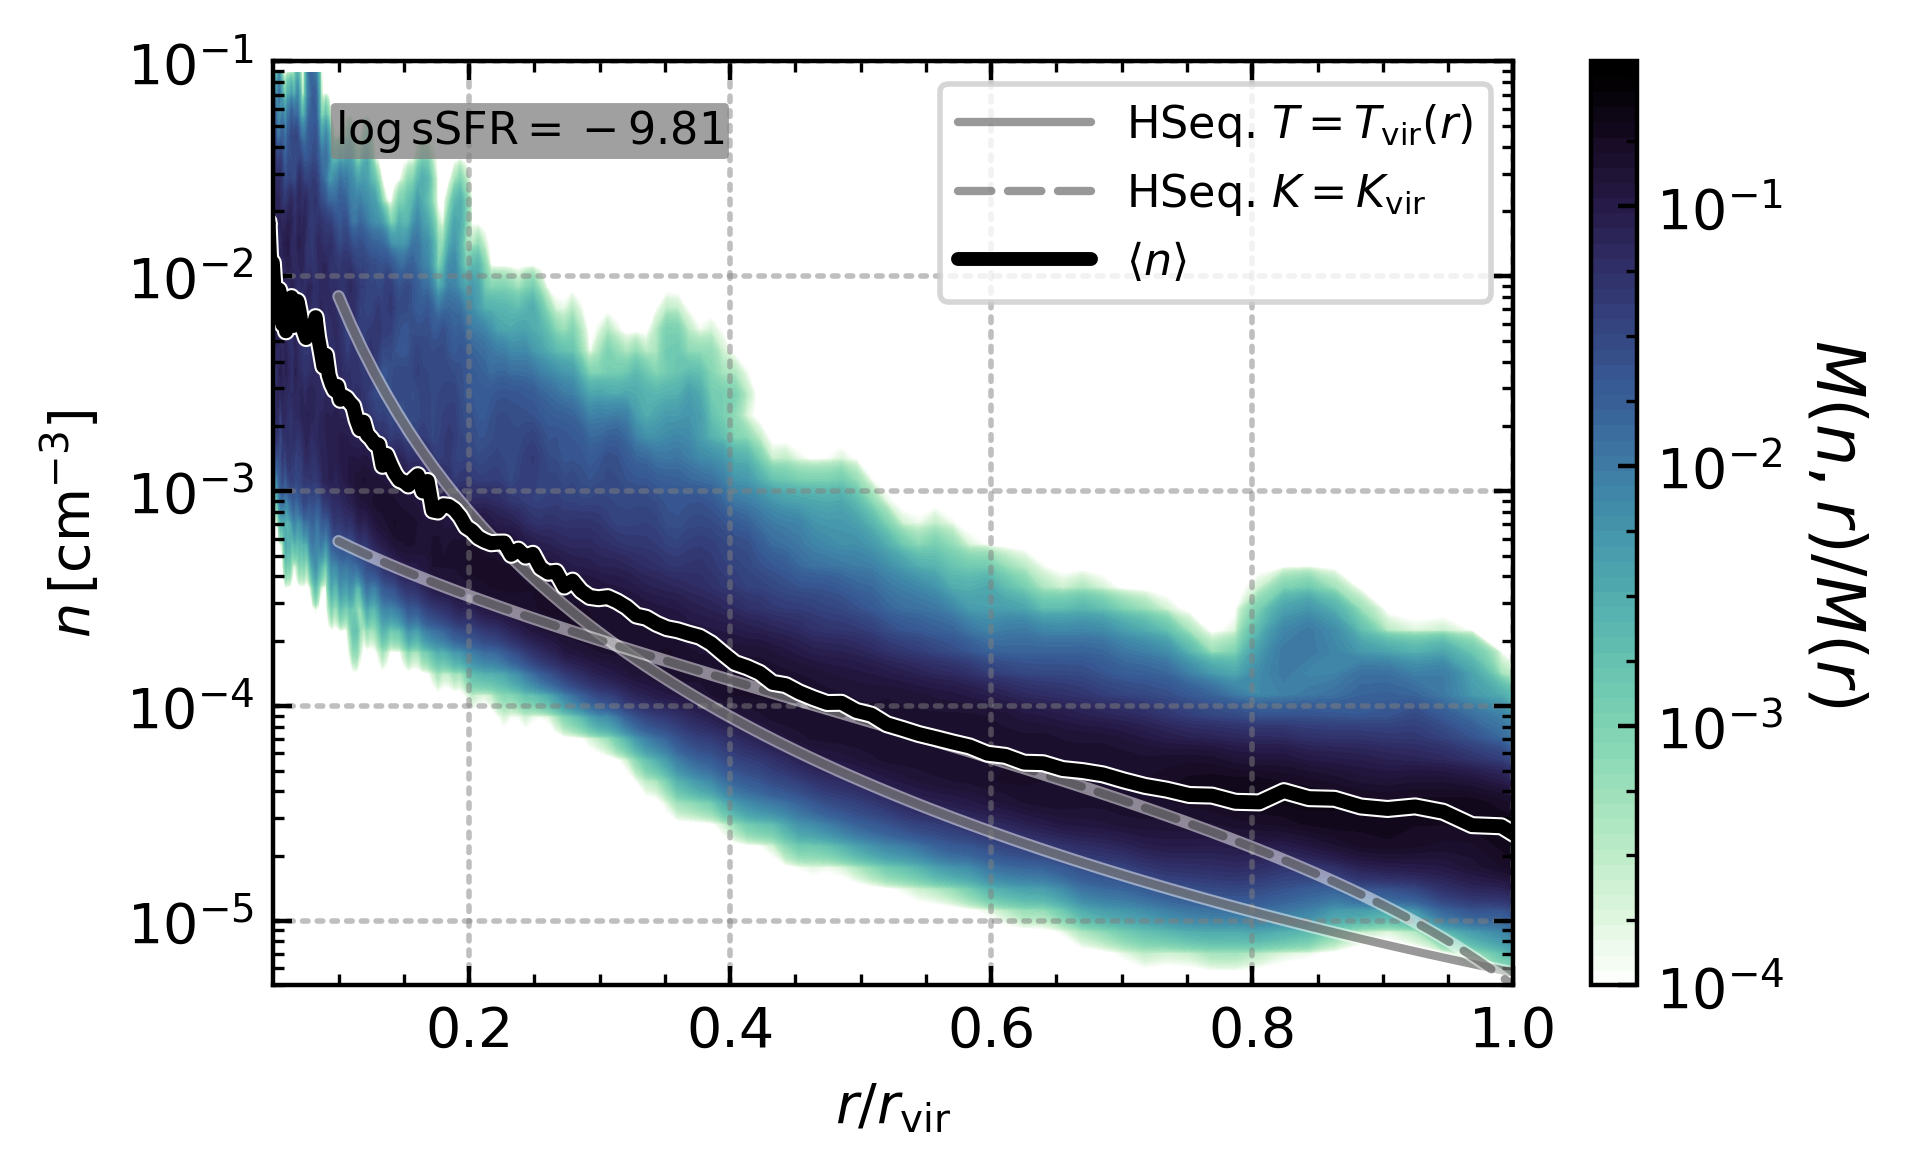 log sSFR = −9.81
HSeq. T = T_vir(r)
HSeq. K = K_vir
⟨n⟩
10⁻¹
10⁻²
10⁻³
10⁻⁴
10⁻⁵
n [cm⁻³]
0.2 0.4 0.6 0.8 1.0
r/r_vir
10⁻¹
10⁻²
10⁻³
10⁻⁴
M(n, r)/M(r)